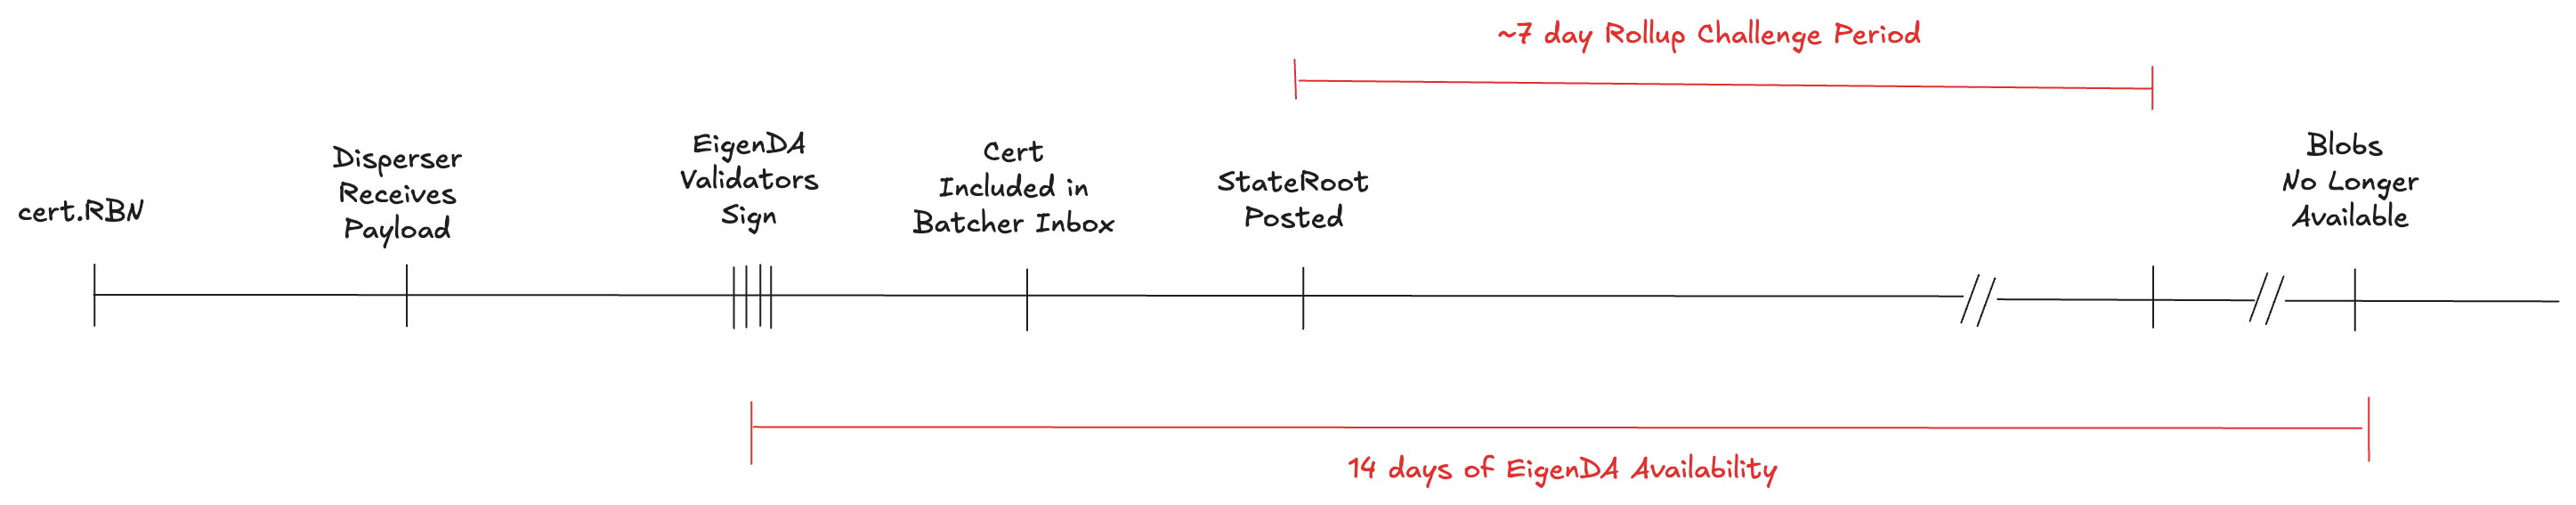 ~7 day Rollup Challenge Period
cert.RBN
Disperser
Receives
Payload
EigenDA
Validators
Sign
Cert
Included in
Batcher Inbox
StateRoot
Posted
Blobs
No Longer
Available
14 days of EigenDA Availability